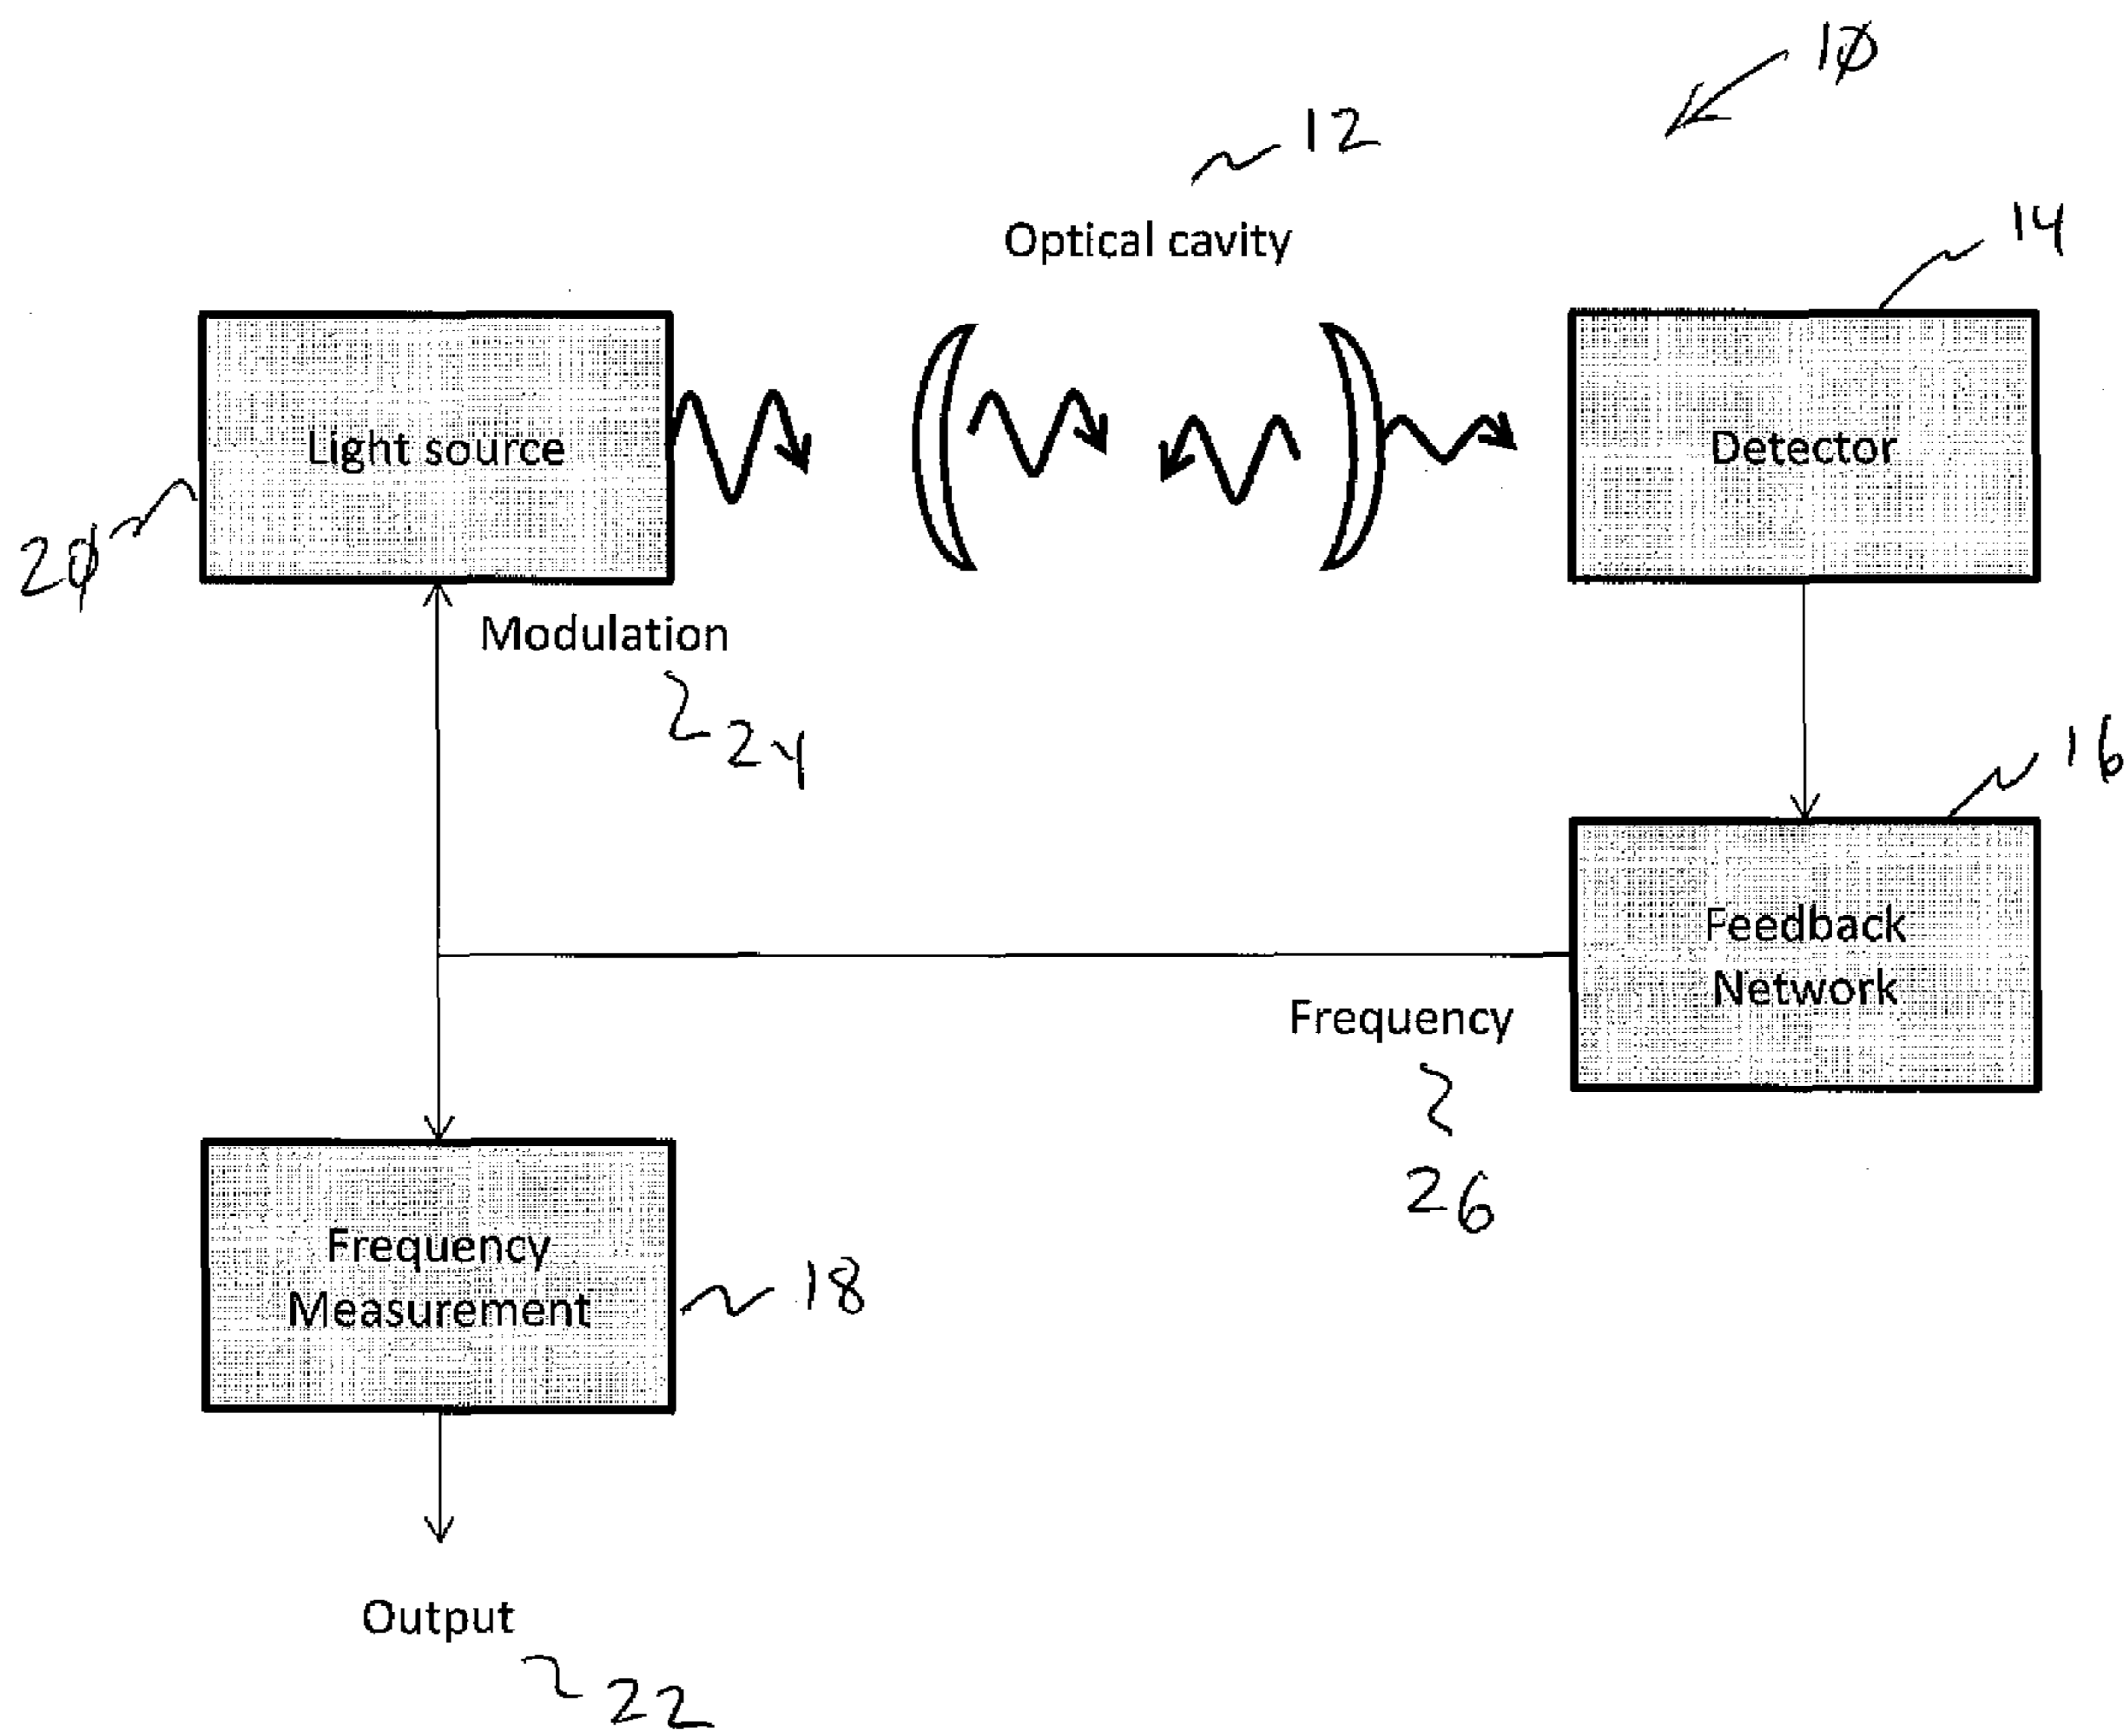 10
12
Optical cavity
14
Light source
Detector
20
Modulation
24
16
Feedback
Network
Frequency
26
Frequency
Measurement
18
Output
22